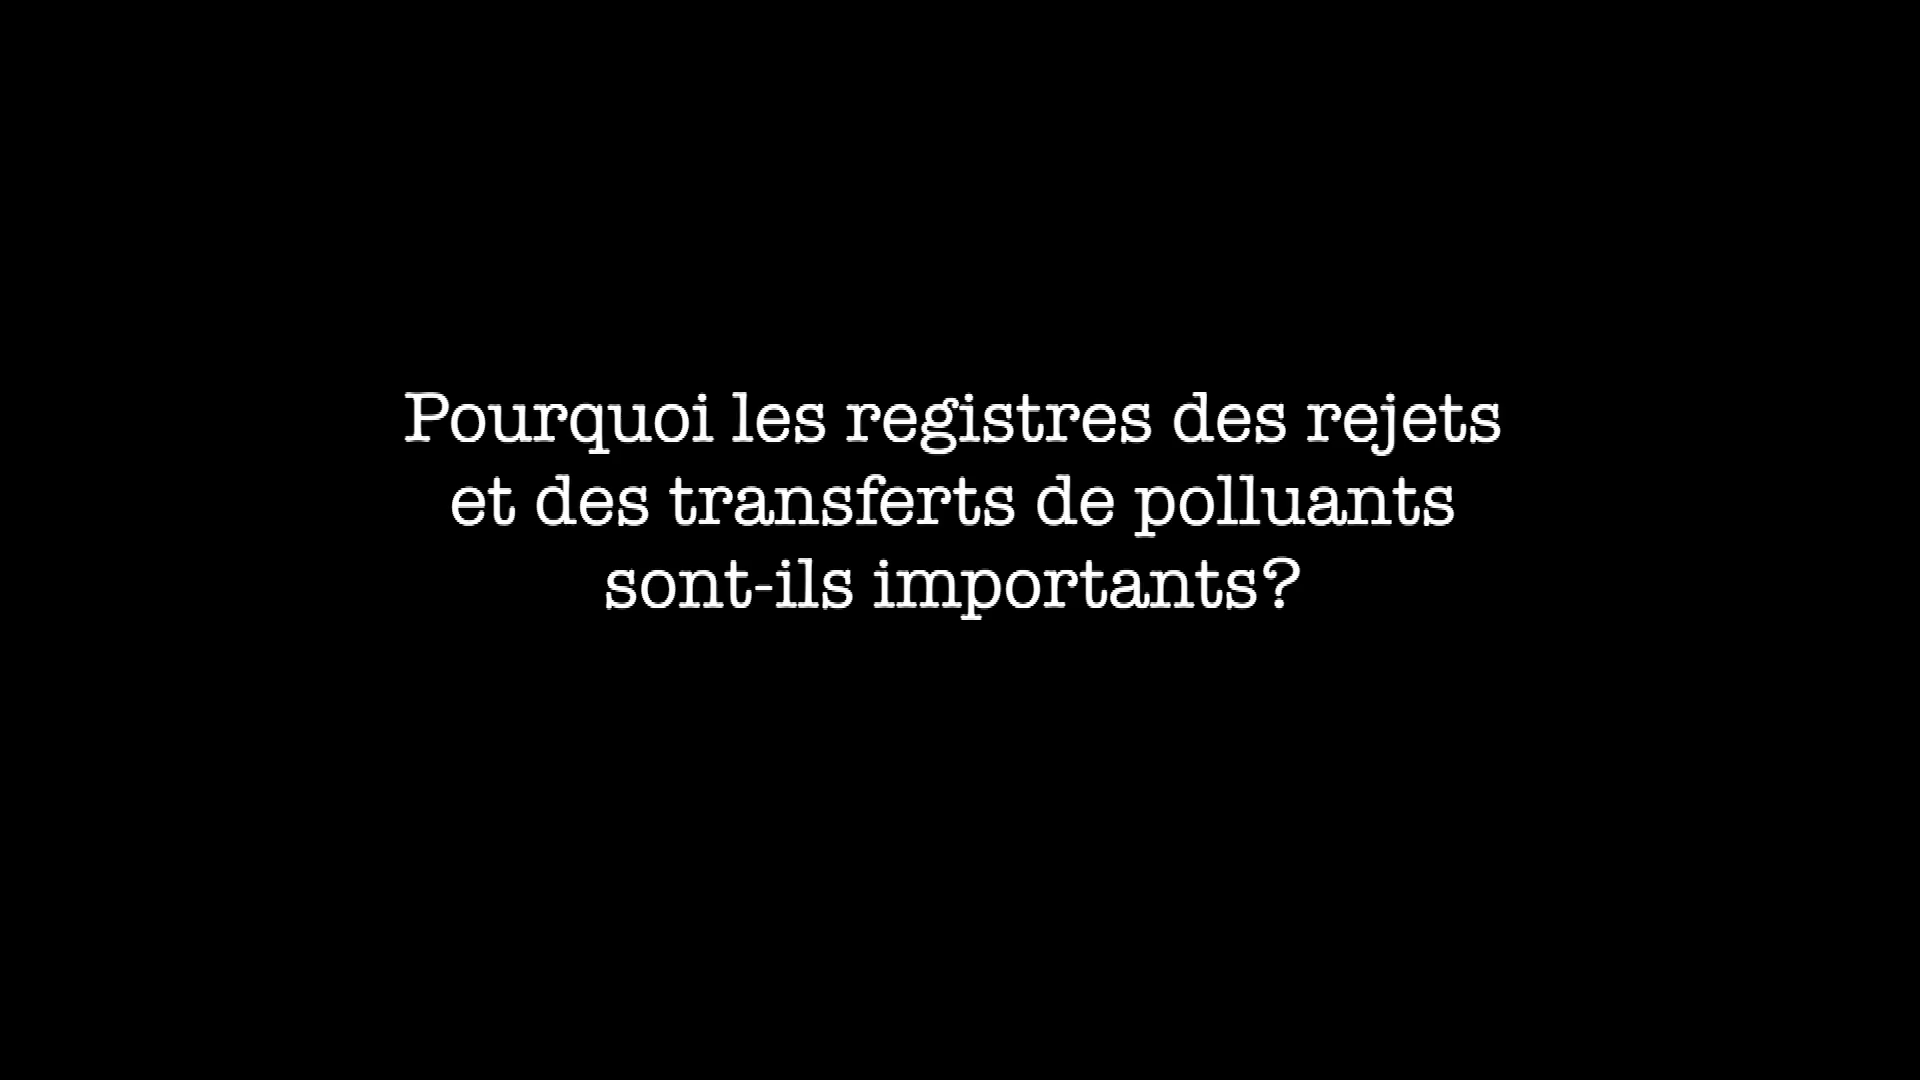 Pourquoi les registres des rejets
et des transferts de polluants
sont-ils importants?